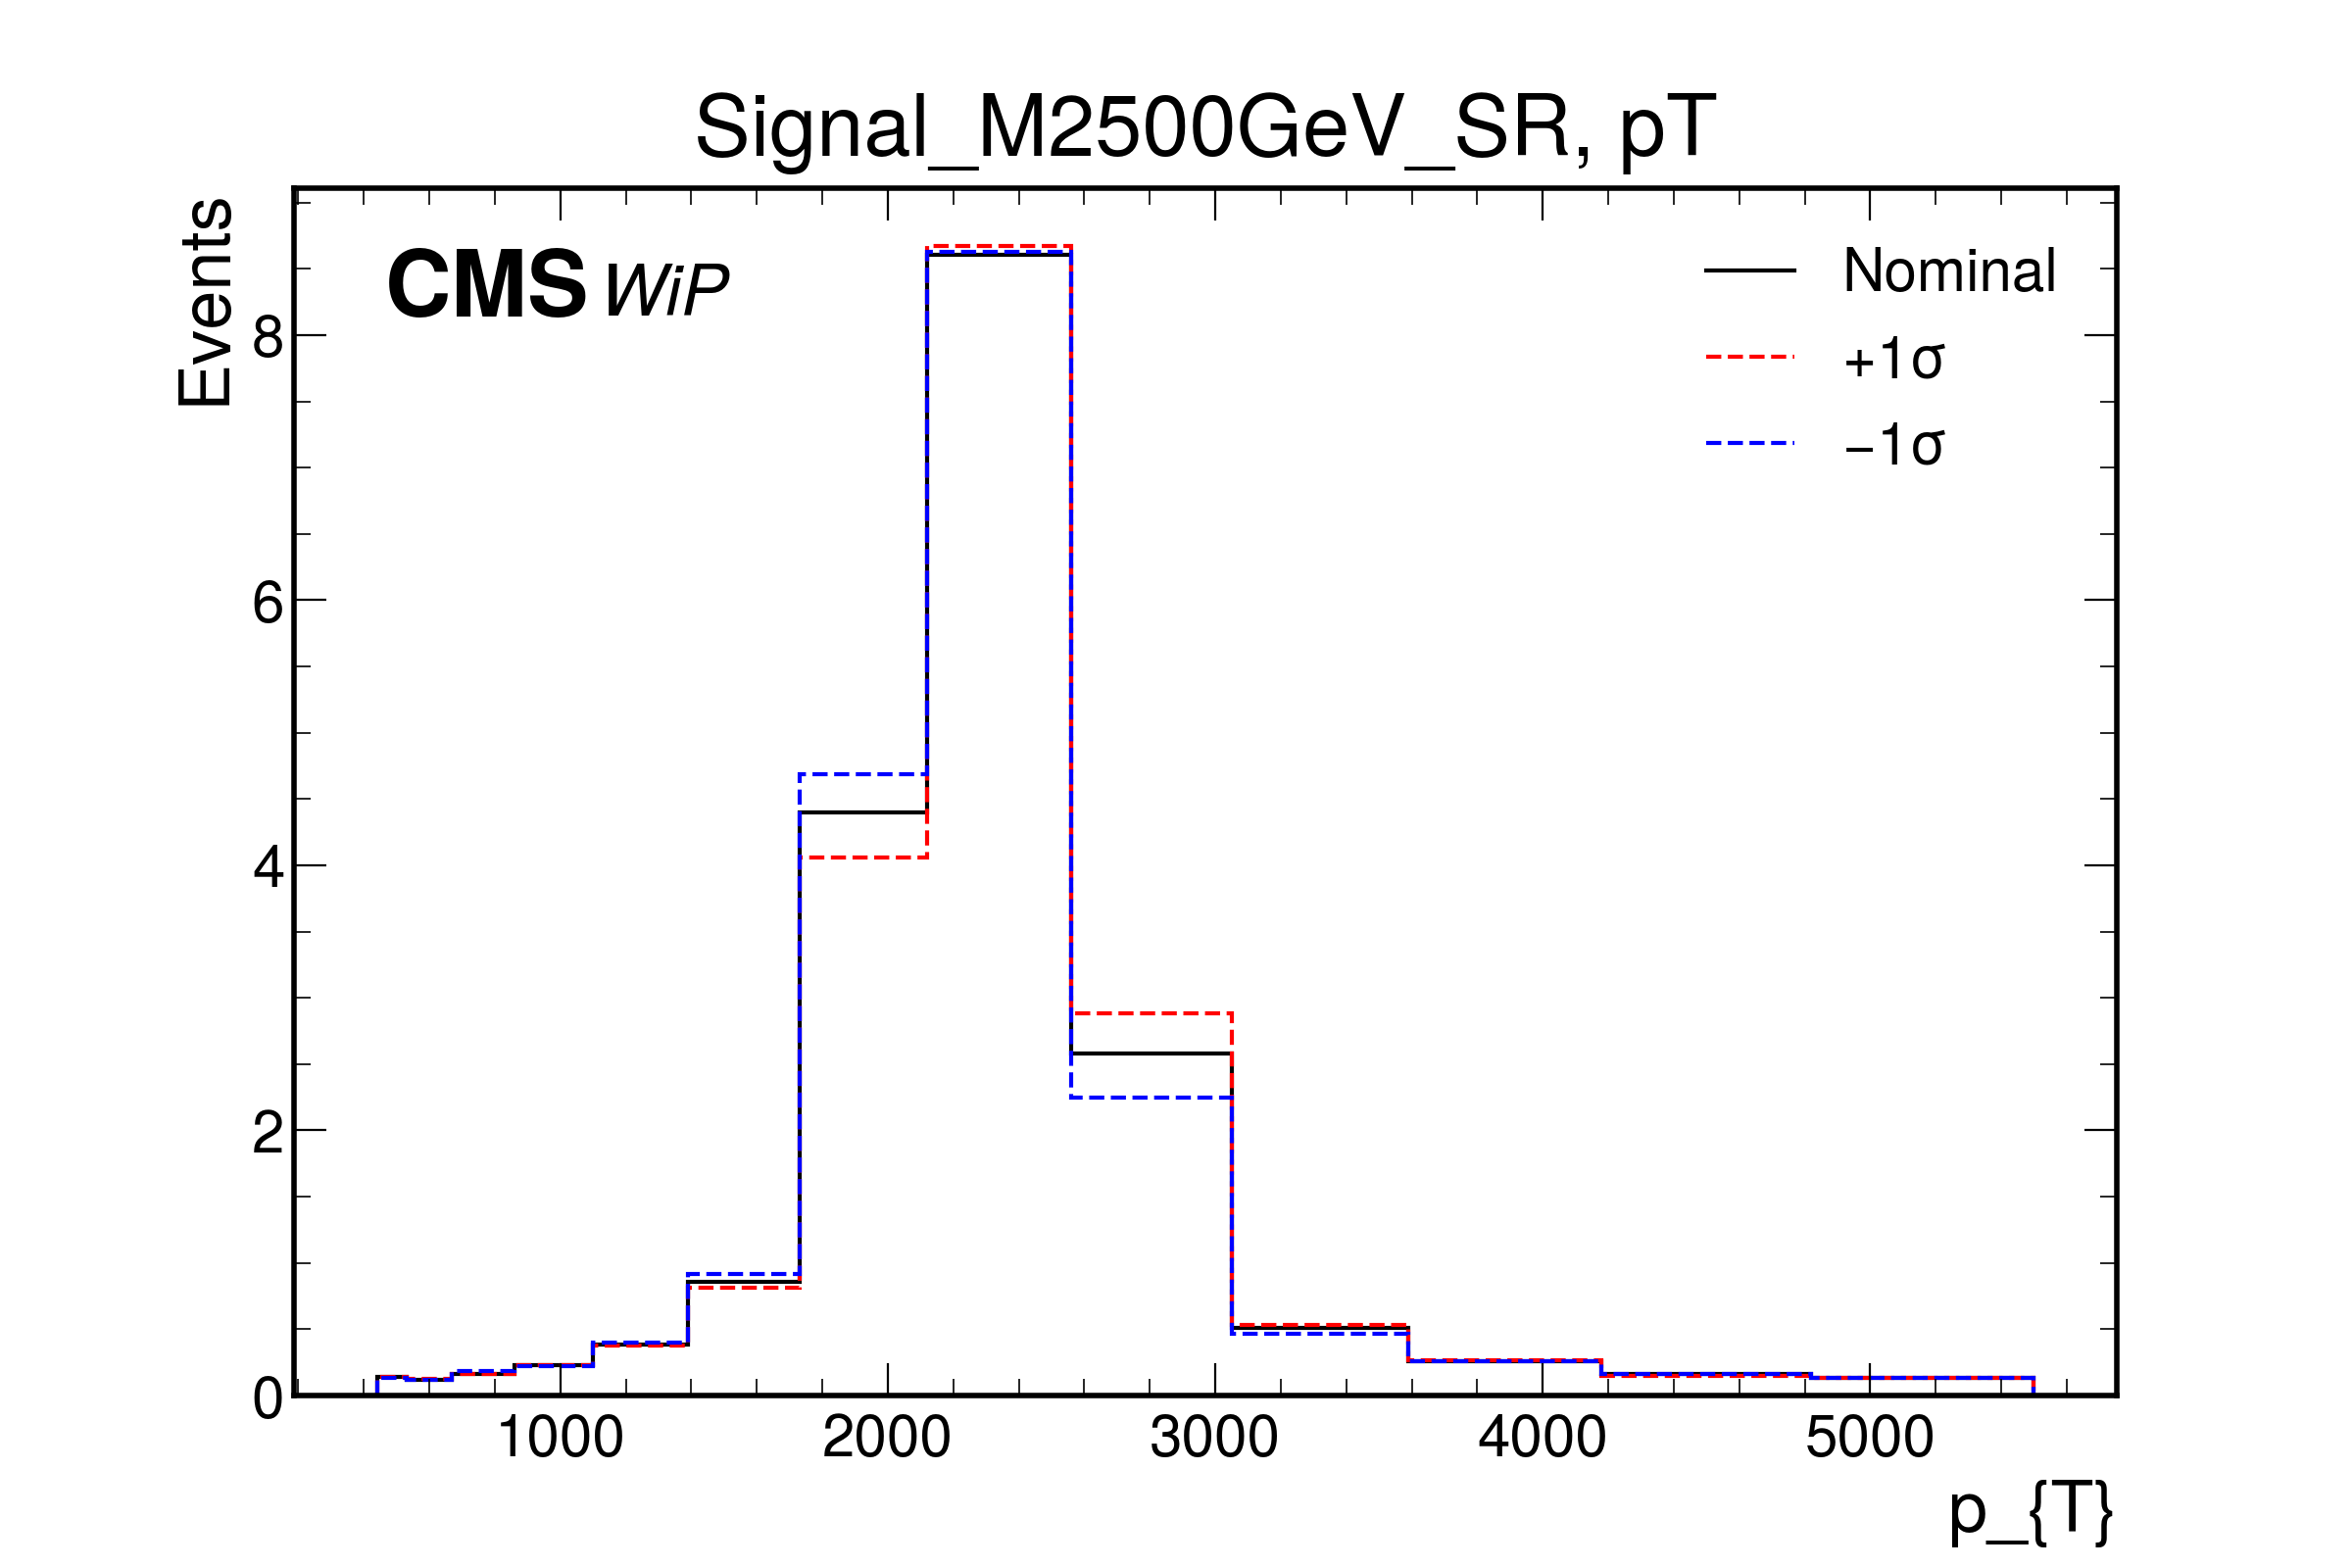 Signal_M2500GeV_SR, pT
Events
CMS WiP
Nominal
+1σ
−1σ
8
6
4
2
0
1000 2000 3000 4000 5000
p_{T}